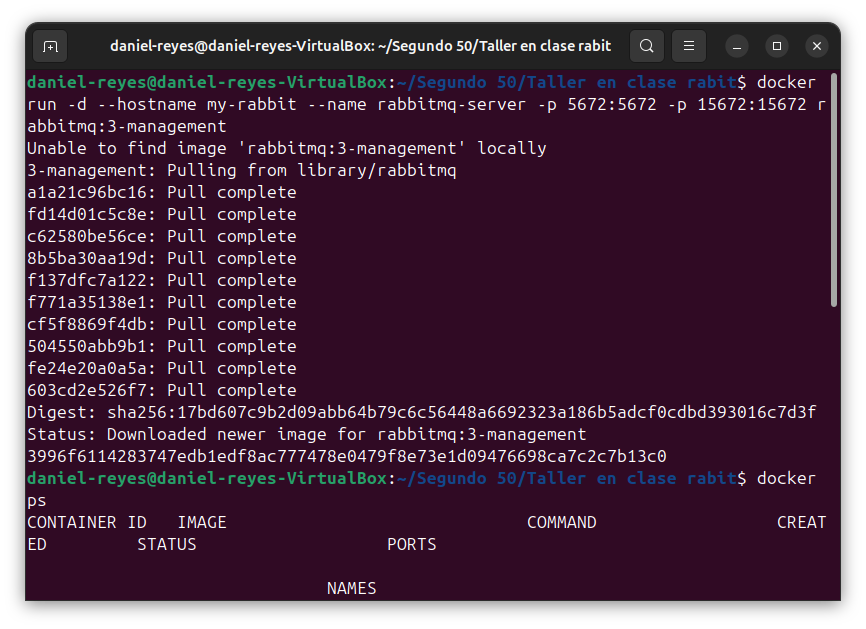 daniel-reyes@daniel-reyes-VirtualBox: ~/Segundo 50/Taller en clase rabit
daniel-reyes@daniel-reyes-VirtualBox:~/Segundo 50/Taller en clase rabit$ docker
run -d --hostname my-rabbit --name rabbitmq-server -p 5672:5672 -p 15672:15672 r
abbitmq:3-management
Unable to find image 'rabbitmq:3-management' locally
3-management: Pulling from library/rabbitmq
a1a21c96bc16: Pull complete
fd14d01c5c8e: Pull complete
c62580be56ce: Pull complete
8b5ba30aa19d: Pull complete
f137dfc7a122: Pull complete
f771a35138e1: Pull complete
cf5f8869f4db: Pull complete
504550abb9b1: Pull complete
fe24e20a0a5a: Pull complete
603cd2e526f7: Pull complete
Digest: sha256:17bd607c9b2d09abb64b79c6c56448a6692323a186b5adcf0cdbd393016c7d3f
Status: Downloaded newer image for rabbitmq:3-management
3996f6114283747edb1edf8ac777478e0479f8e73e1d09476698ca7c2c7b13c0
daniel-reyes@daniel-reyes-VirtualBox:~/Segundo 50/Taller en clase rabit$ docker
ps
CONTAINER ID   IMAGE                              COMMAND                  CREAT
ED         STATUS                   PORTS
NAMES